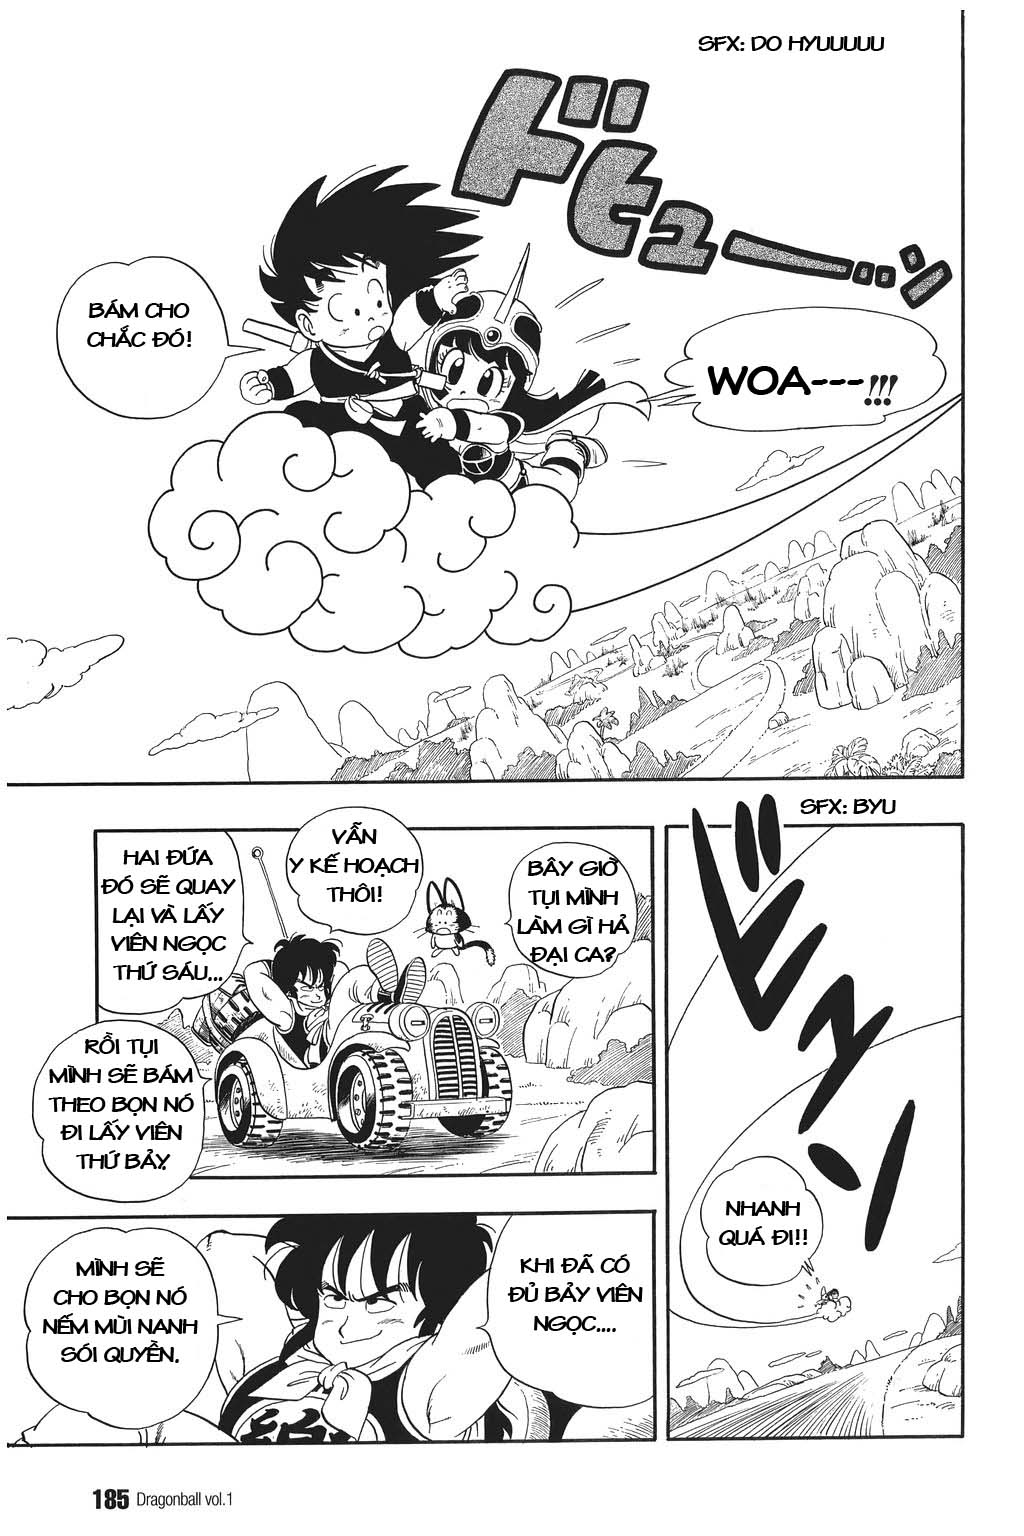 SFX: DO HYUUUUU
ドヒューーッ
WOA---!!!
BÁM CHO
CHẮC ĐÓ!
SFX: BYU
ビューン
NHANH
QUÁ ĐI!!
BÂY GIỜ
TỤI MÌNH
LÀM GÌ HẢ
ĐẠI CA?
VẪN
Y KẾ HOẠCH
THÔI!
HAI ĐỨA
ĐÓ SẼ QUAY
LẠI VÀ LẤY
VIÊN NGỌC
THỨ SÁU...
RỒI TỤI
MÌNH SẼ BÁM
THEO BỌN NÓ
ĐI LẤY VIÊN
THỨ BẢY.
KHI ĐÃ CÓ
ĐỦ BẢY VIÊN
NGỌC....
MÌNH SẼ
CHO BỌN NÓ
NẾM MÙI NANH
SÓI QUYỀN.
185 Dragonball vol.1